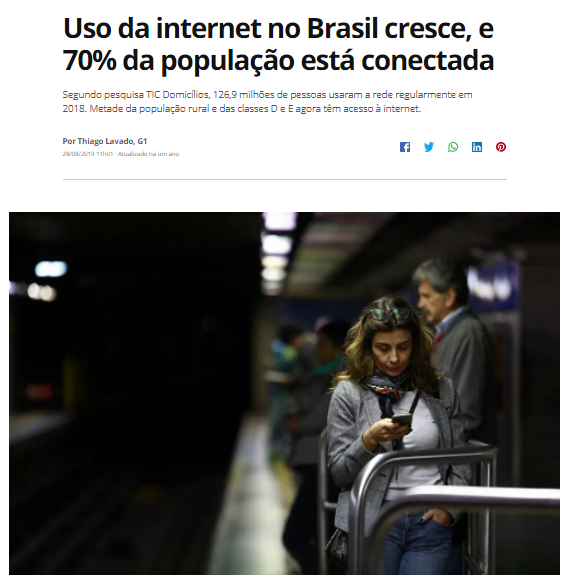 Uso da internet no Brasil cresce, e
70% da população está conectada
Segundo pesquisa TIC Domicílios, 126,9 milhões de pessoas usaram a rede regularmente em
2018. Metade da população rural e das classes D e E agora têm acesso à internet.
Por Thiago Lavado, G1
28/08/2019 11h01 · Atualizado há um ano